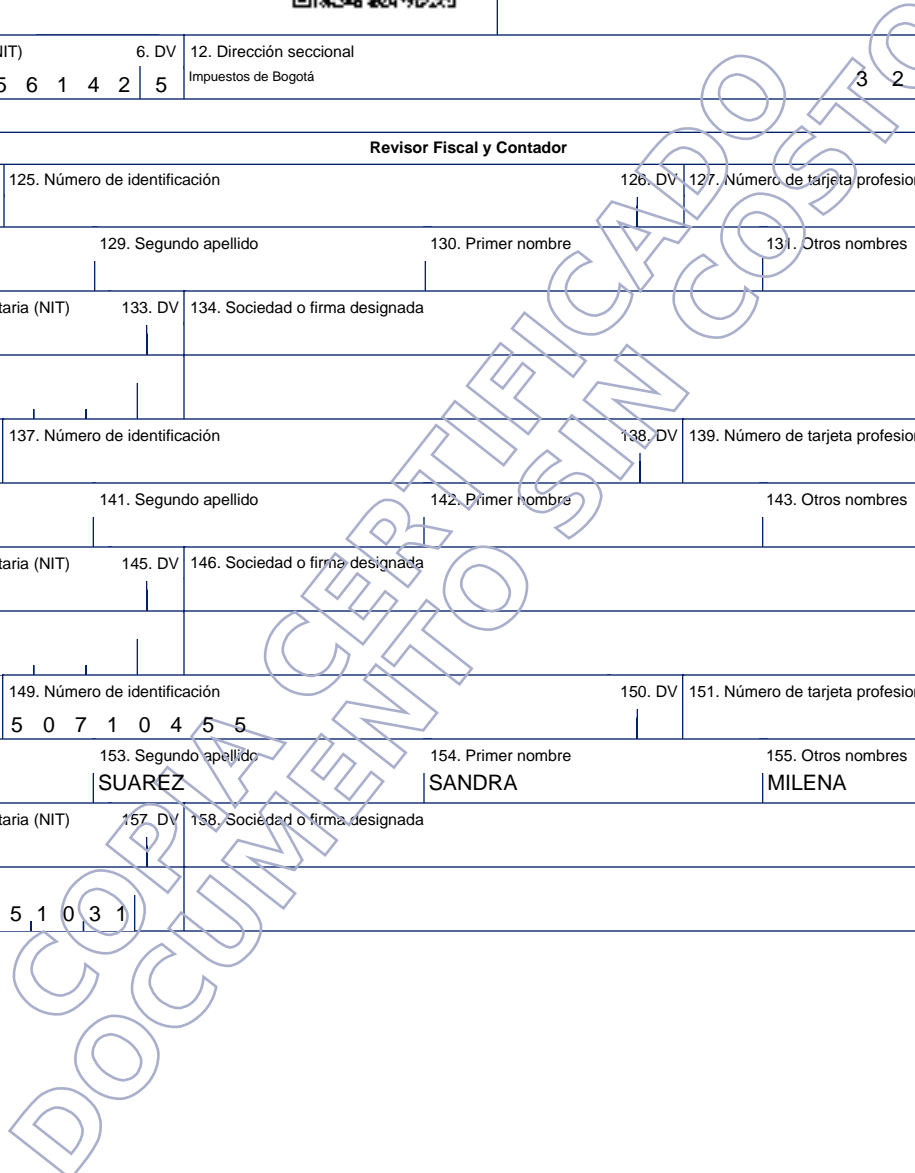 IIT) 6. DV 12. Dirección seccional
5 6 1 4 2 5 Impuestos de Bogotá 3 2
Revisor Fiscal y Contador
125. Número de identificación 126. DV 127. Número de tarjeta profesion
129. Segundo apellido 130. Primer nombre 131. Otros nombres
taria (NIT) 133. DV 134. Sociedad o firma designada
137. Número de identificación 138. DV 139. Número de tarjeta profesion
141. Segundo apellido 142. Primer nombre 143. Otros nombres
taria (NIT) 145. DV 146. Sociedad o firma designada
149. Número de identificación 150. DV 151. Número de tarjeta profesion
5 0 7 1 0 4 5 5
153. Segundo apellido 154. Primer nombre 155. Otros nombres
SUAREZ SANDRA MILENA
taria (NIT) 157. DV 158. Sociedad o firma designada
5 1 0 3 1
COPIA CERTIFICADO
DOCUMENTO SIN COSTO